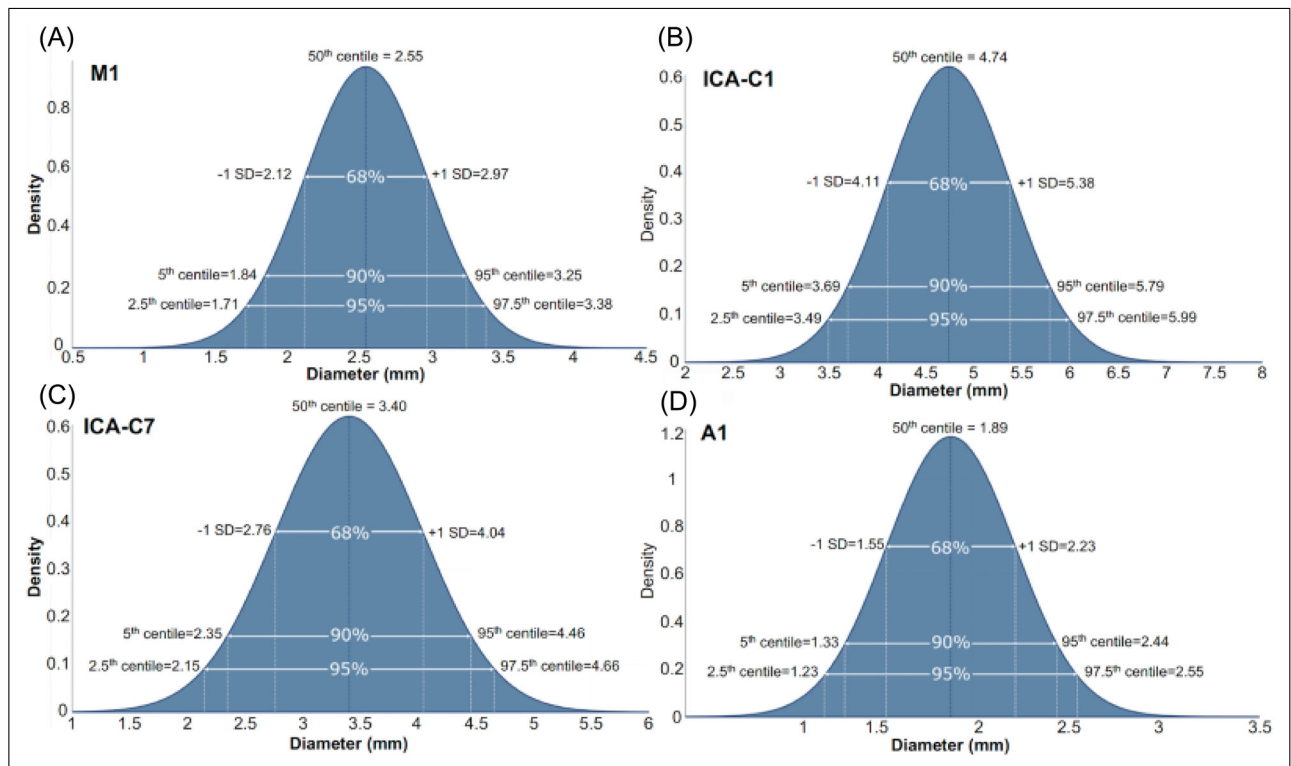 (A)
M1
50th centile = 2.55
Density
0.8
0.6
0.4
0.2
0
-1 SD=2.12
68%
+1 SD=2.97
5th centile=1.84
90%
95th centile=3.25
2.5th centile=1.71
95%
97.5th centile=3.38
0.5 1 1.5 2 2.5 3 3.5 4 4.5
Diameter (mm)
(B)
50th centile = 4.74
ICA-C1
Density
0.6
0.5
0.4
0.3
0.2
0.1
0
-1 SD=4.11
68%
+1 SD=5.38
5th centile=3.69
90%
95th centile=5.79
2.5th centile=3.49
95%
97.5th centile=5.99
2 2.5 3 3.5 4 4.5 5 5.5 6 6.5 7 7.5 8
Diameter (mm)
(C)
50th centile = 3.40
ICA-C7
Density
0.6
0.5
0.4
0.3
0.2
0.1
0
-1 SD=2.76
68%
+1 SD=4.04
5th centile=2.35
90%
95th centile=4.46
2.5th centile=2.15
95%
97.5th centile=4.66
1 1.5 2 2.5 3 3.5 4 4.5 5 5.5 6
Diameter (mm)
(D)
50th centile = 1.89
A1
Density
1.2
1
0.8
0.6
0.4
0.2
0
-1 SD=1.55
68%
+1 SD=2.23
5th centile=1.33
90%
95th centile=2.44
2.5th centile=1.23
95%
97.5th centile=2.55
1 1.5 2 2.5 3 3.5
Diameter (mm)